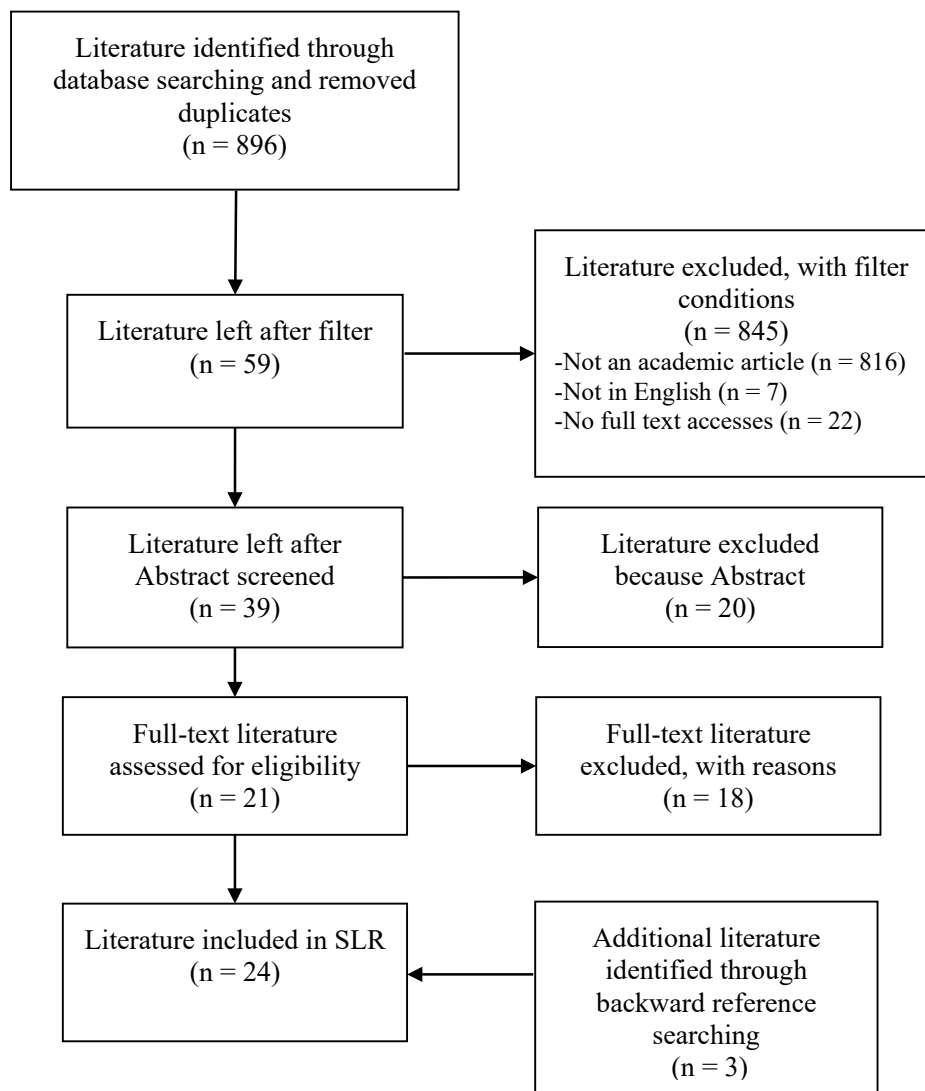 Literature identified through
database searching and removed
duplicates
(n = 896)
Literature excluded, with filter
conditions
(n = 845)
-Not an academic article (n = 816)
-Not in English (n = 7)
-No full text accesses (n = 22)
Literature left after filter
(n = 59)
Literature left after
Abstract screened
(n = 39)
Literature excluded
because Abstract
(n = 20)
Full-text literature
assessed for eligibility
(n = 21)
Full-text literature
excluded, with reasons
(n = 18)
Literature included in SLR
(n = 24)
Additional literature
identified through
backward reference
searching
(n = 3)